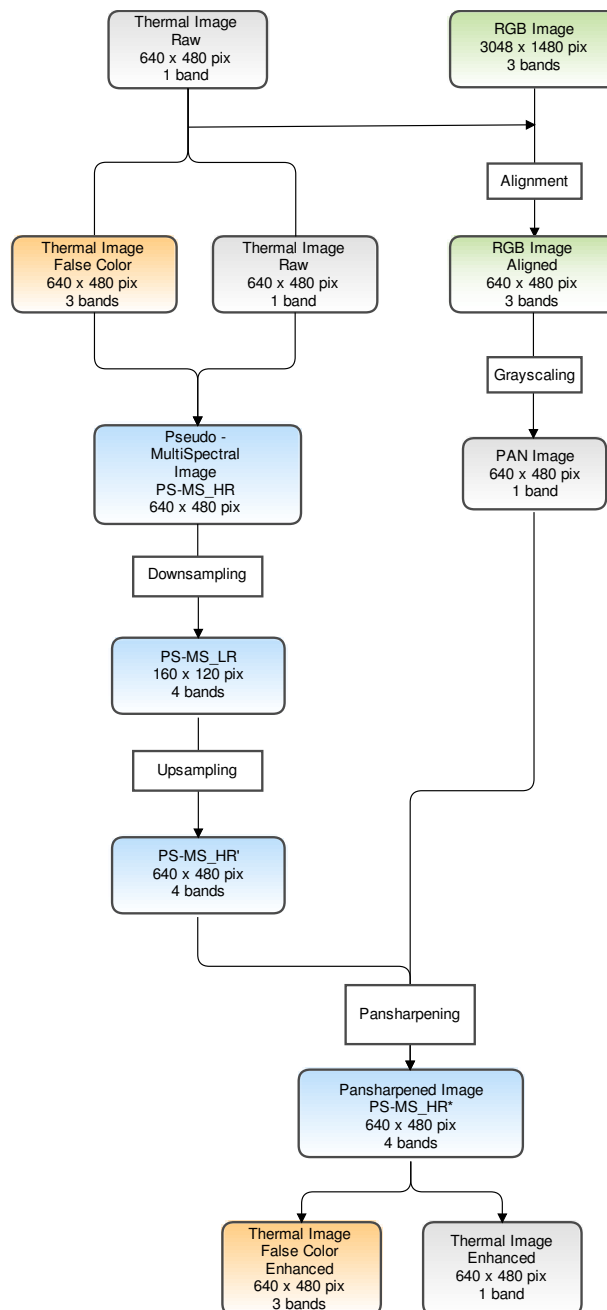 Thermal Image
Raw
640 x 480 pix
1 band
RGB Image
3048 x 1480 pix
3 bands
Alignment
Thermal Image
False Color
640 x 480 pix
3 bands
Thermal Image
Raw
640 x 480 pix
1 band
RGB Image
Aligned
640 x 480 pix
3 bands
Grayscaling
Pseudo -
MultiSpectral
Image
PS-MS_HR
640 x 480 pix
PAN Image
640 x 480 pix
1 band
Downsampling
PS-MS_LR
160 x 120 pix
4 bands
Upsampling
PS-MS_HR'
640 x 480 pix
4 bands
Pansharpening
Pansharpened Image
PS-MS_HR*
640 x 480 pix
4 bands
Thermal Image
False Color
Enhanced
640 x 480 pix
3 bands
Thermal Image
Enhanced
640 x 480 pix
1 band